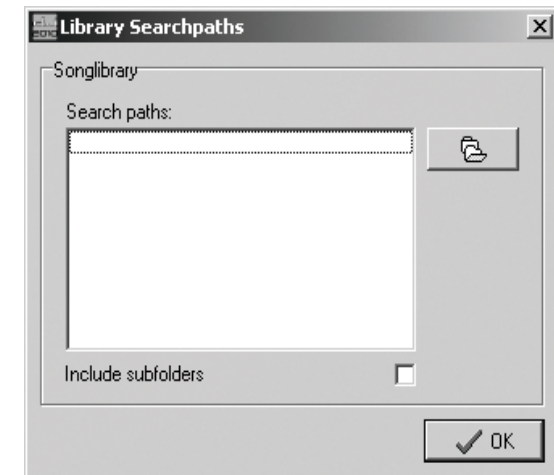 Library Searchpaths
Songlibrary
Search paths:
Include subfolders
OK